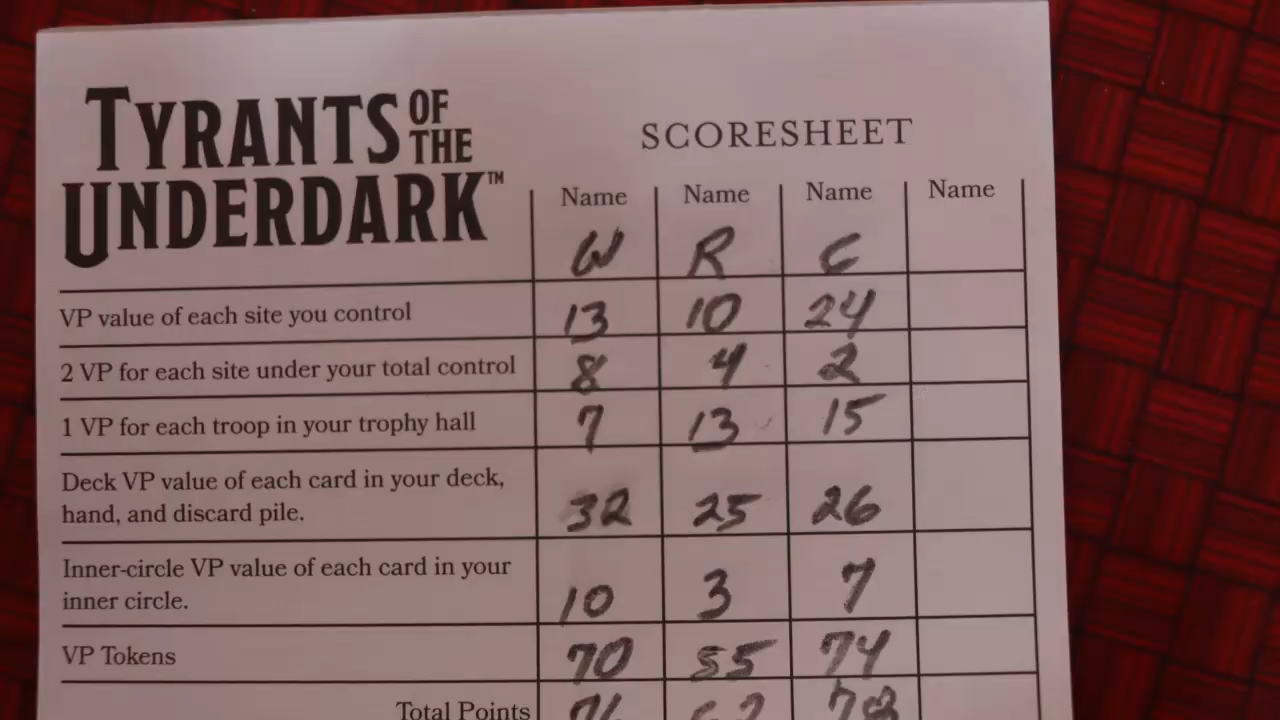 TYRANTS OF THE
UNDERDARK™
SCORESHEET
Name Name Name Name
W R C
VP value of each site you control 13 10 24
2 VP for each site under your total control 8 4 2
1 VP for each troop in your trophy hall 7 13 15
Deck VP value of each card in your deck,
hand, and discard pile. 32 25 26
Inner-circle VP value of each card in your
inner circle. 10 3 7
VP Tokens 70 55 74
Total Points